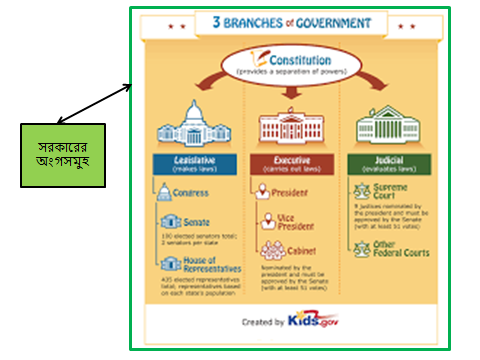 3 BRANCHES of GOVERNMENT
Constitution
(provides a separation of powers)
সরকারের
অংগসমুহ
Legislative
(makes laws)
Congress
Senate
100 elected senators total;
2 senators per state
House of
Representatives
435 elected representatives
total; representatives based
on each state's population
Executive
(carries out laws)
President
Vice
President
Cabinet
Nominated by the
president and must be
approved by the Senate
(with at least 51 votes)
Judicial
(evaluates laws)
Supreme
Court
9 justices nominated by
the president and must be
approved by the Senate
(with at least 51 votes)
Other
Federal Courts
Created by Kids.gov